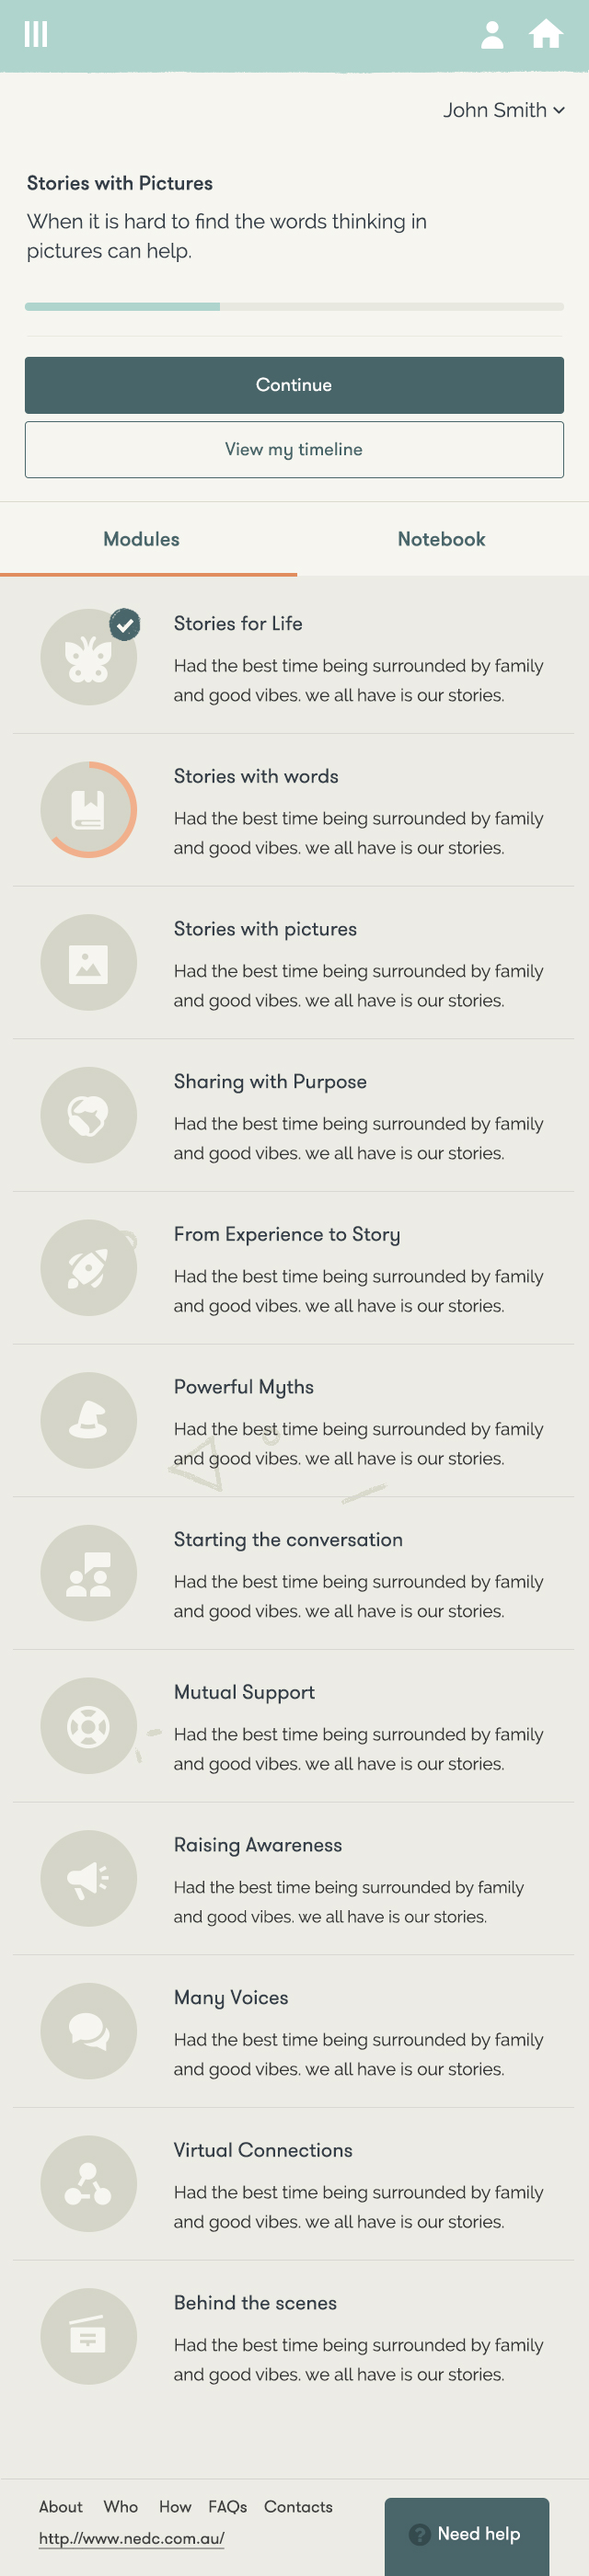 John Smith
Stories with Pictures
When it is hard to find the words thinking in
pictures can help.
Continue
View my timeline
Modules
Notebook
Stories for Life
Had the best time being surrounded by family
and good vibes. we all have is our stories.
Stories with words
Had the best time being surrounded by family
and good vibes. we all have is our stories.
Stories with pictures
Had the best time being surrounded by family
and good vibes. we all have is our stories.
Sharing with Purpose
Had the best time being surrounded by family
and good vibes. we all have is our stories.
From Experience to Story
Had the best time being surrounded by family
and good vibes. we all have is our stories.
Powerful Myths
Had the best time being surrounded by family
and good vibes. we all have is our stories.
Starting the conversation
Had the best time being surrounded by family
and good vibes. we all have is our stories.
Mutual Support
Had the best time being surrounded by family
and good vibes. we all have is our stories.
Raising Awareness
Had the best time being surrounded by family
and good vibes. we all have is our stories.
Many Voices
Had the best time being surrounded by family
and good vibes. we all have is our stories.
Virtual Connections
Had the best time being surrounded by family
and good vibes. we all have is our stories.
Behind the scenes
Had the best time being surrounded by family
and good vibes. we all have is our stories.
About Who How FAQs Contacts
http.//www.nedc.com.au/
? Need help